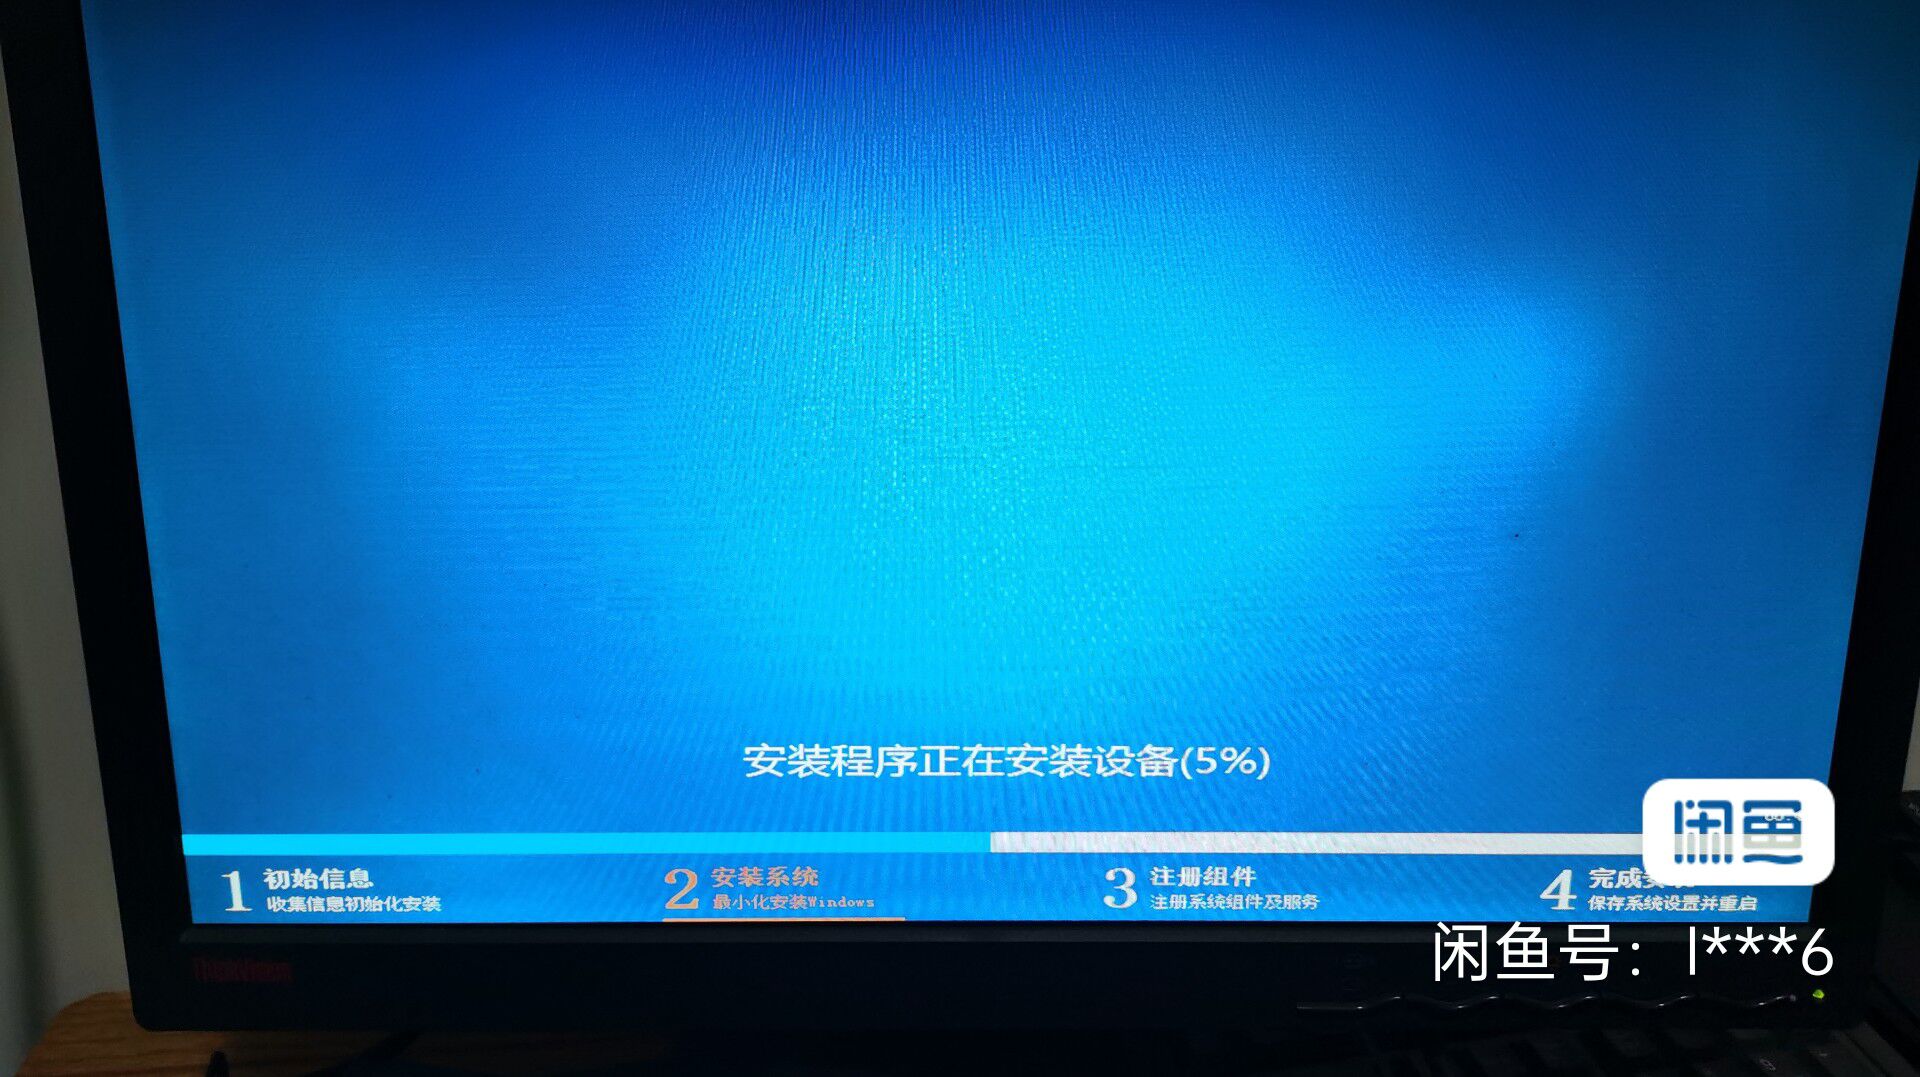 安装程序正在安装设备(5%)
1 初始信息
收集信息初始化安装
2 安装系统
最小化安装Windows
3 注册组件
注册系统组件及服务
4 完成安
保存系统设置并重启
闲鱼
闲鱼号：l***6
ThinkVision